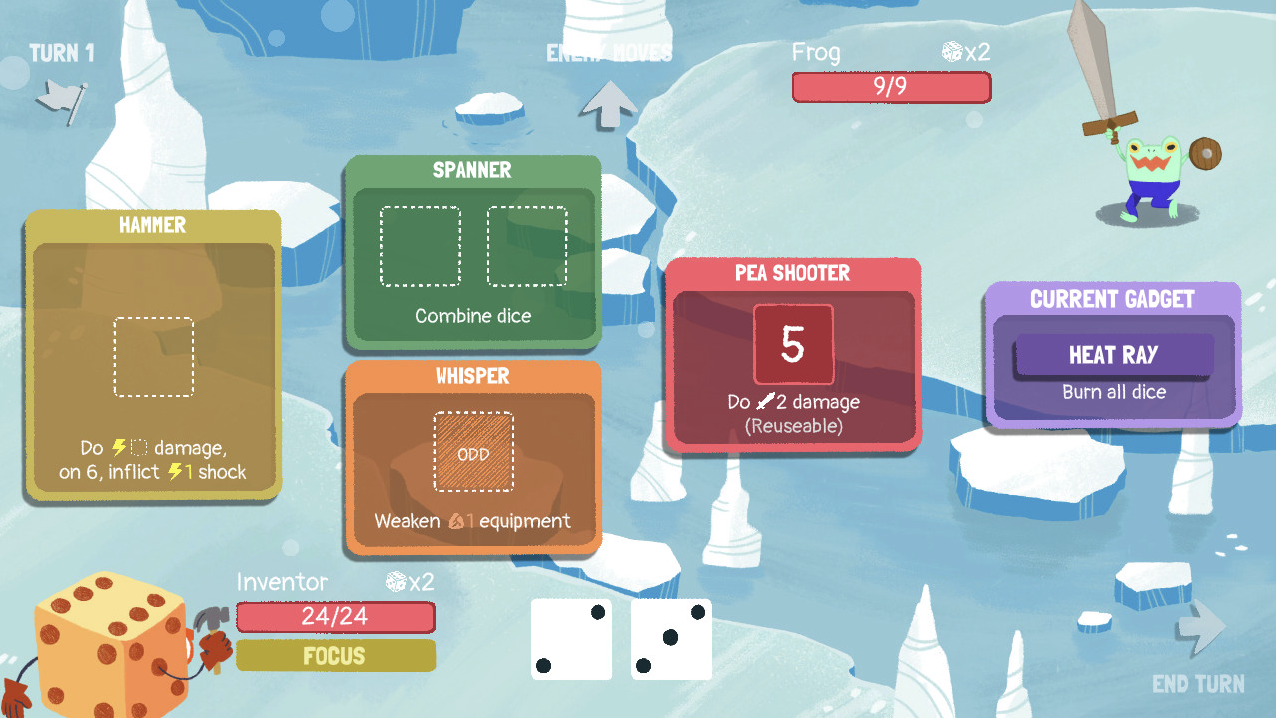 TURN 1
ENEMY MOVES
Frog
x2
9/9
HAMMER
Do damage,
on 6, inflict 1 shock
SPANNER
Combine dice
WHISPER
ODD
Weaken 1 equipment
PEA SHOOTER
5
Do 2 damage
(Reuseable)
CURRENT GADGET
HEAT RAY
Burn all dice
Inventor
x2
24/24
FOCUS
END TURN